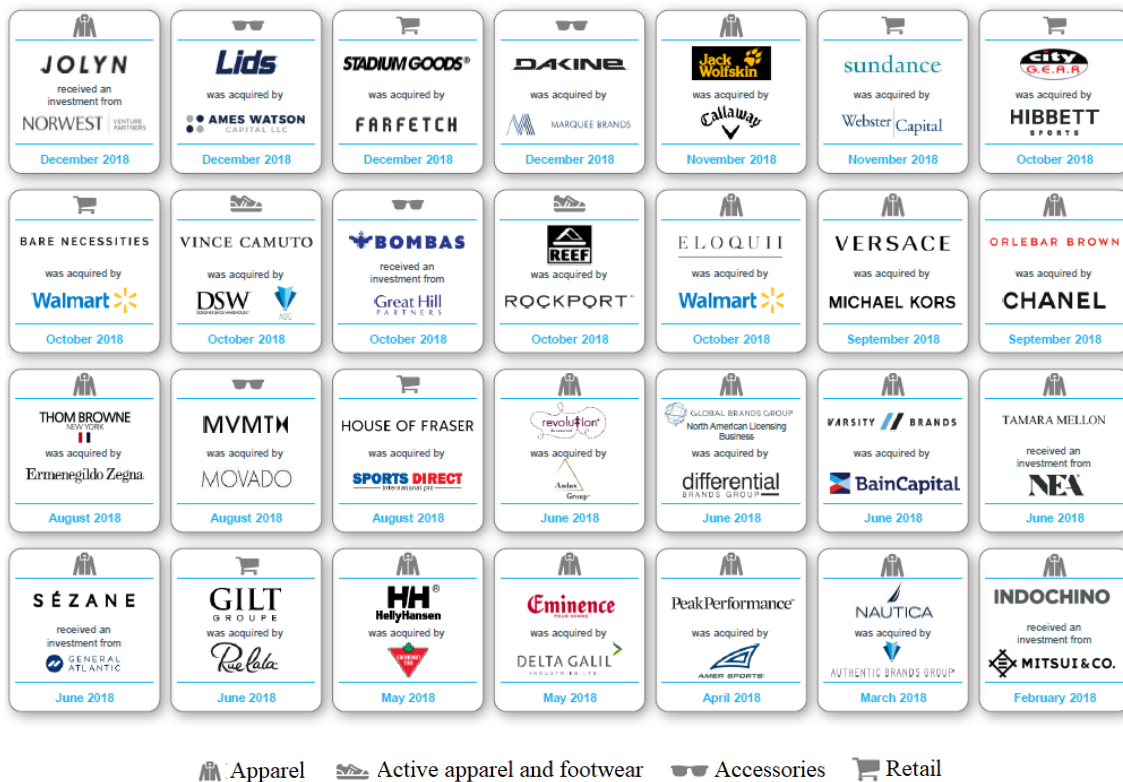 JOLYN
received an
investment from
NORWEST VENTURE
PARTNERS
December 2018
Lids
was acquired by
AMES WATSON
CAPITAL LLC
December 2018
STADIUM GOODS®
was acquired by
FARFETCH
December 2018
DAKINE
was acquired by
MARQUEE BRANDS
December 2018
Jack
Wolfskin
was acquired by
Callaway
November 2018
sundance
was acquired by
Webster Capital
November 2018
city
G.E.A.R
was acquired by
HIBBETT
SPORTS
October 2018
BARE NECESSITIES
was acquired by
Walmart
October 2018
VINCE CAMUTO
was acquired by
DSW
DESIGNER SHOE WAREHOUSE
ABG
October 2018
BOMBAS
received an
investment from
Great Hill
PARTNERS
October 2018
REEF
was acquired by
ROCKPORT
October 2018
ELOQUII
was acquired by
Walmart
October 2018
VERSACE
was acquired by
MICHAEL KORS
September 2018
ORLEBAR BROWN
was acquired by
CHANEL
September 2018
THOM BROWNE
NEW YORK
was acquired by
Ermenegildo Zegna
August 2018
MVMT
was acquired by
MOVADO
August 2018
HOUSE OF FRASER
was acquired by
SPORTS DIRECT
international plc
August 2018
revolution®
was acquired by
Audax
Group
June 2018
GLOBAL BRANDS GROUP
North American Licensing
Business
was acquired by
differential
BRANDS GROUP
June 2018
VARSITY BRANDS
was acquired by
BainCapital
June 2018
TAMARA MELLON
received an
investment from
NEA
June 2018
SÉZANE
received an
investment from
GENERAL
ATLANTIC
June 2018
GILT
GROUPE
was acquired by
Rue La La
June 2018
HH®
HellyHansen
was acquired by
CANADIAN
TIRE
May 2018
Eminence
POUR HOMME
was acquired by
DELTA GALIL
INDUSTRIES LTD.
May 2018
PeakPerformance
was acquired by
AMER SPORTS
April 2018
NAUTICA
was acquired by
AUTHENTIC BRANDS GROUP
March 2018
INDOCHINO
received an
investment from
MITSUI & CO.
February 2018
Apparel Active apparel and footwear Accessories Retail